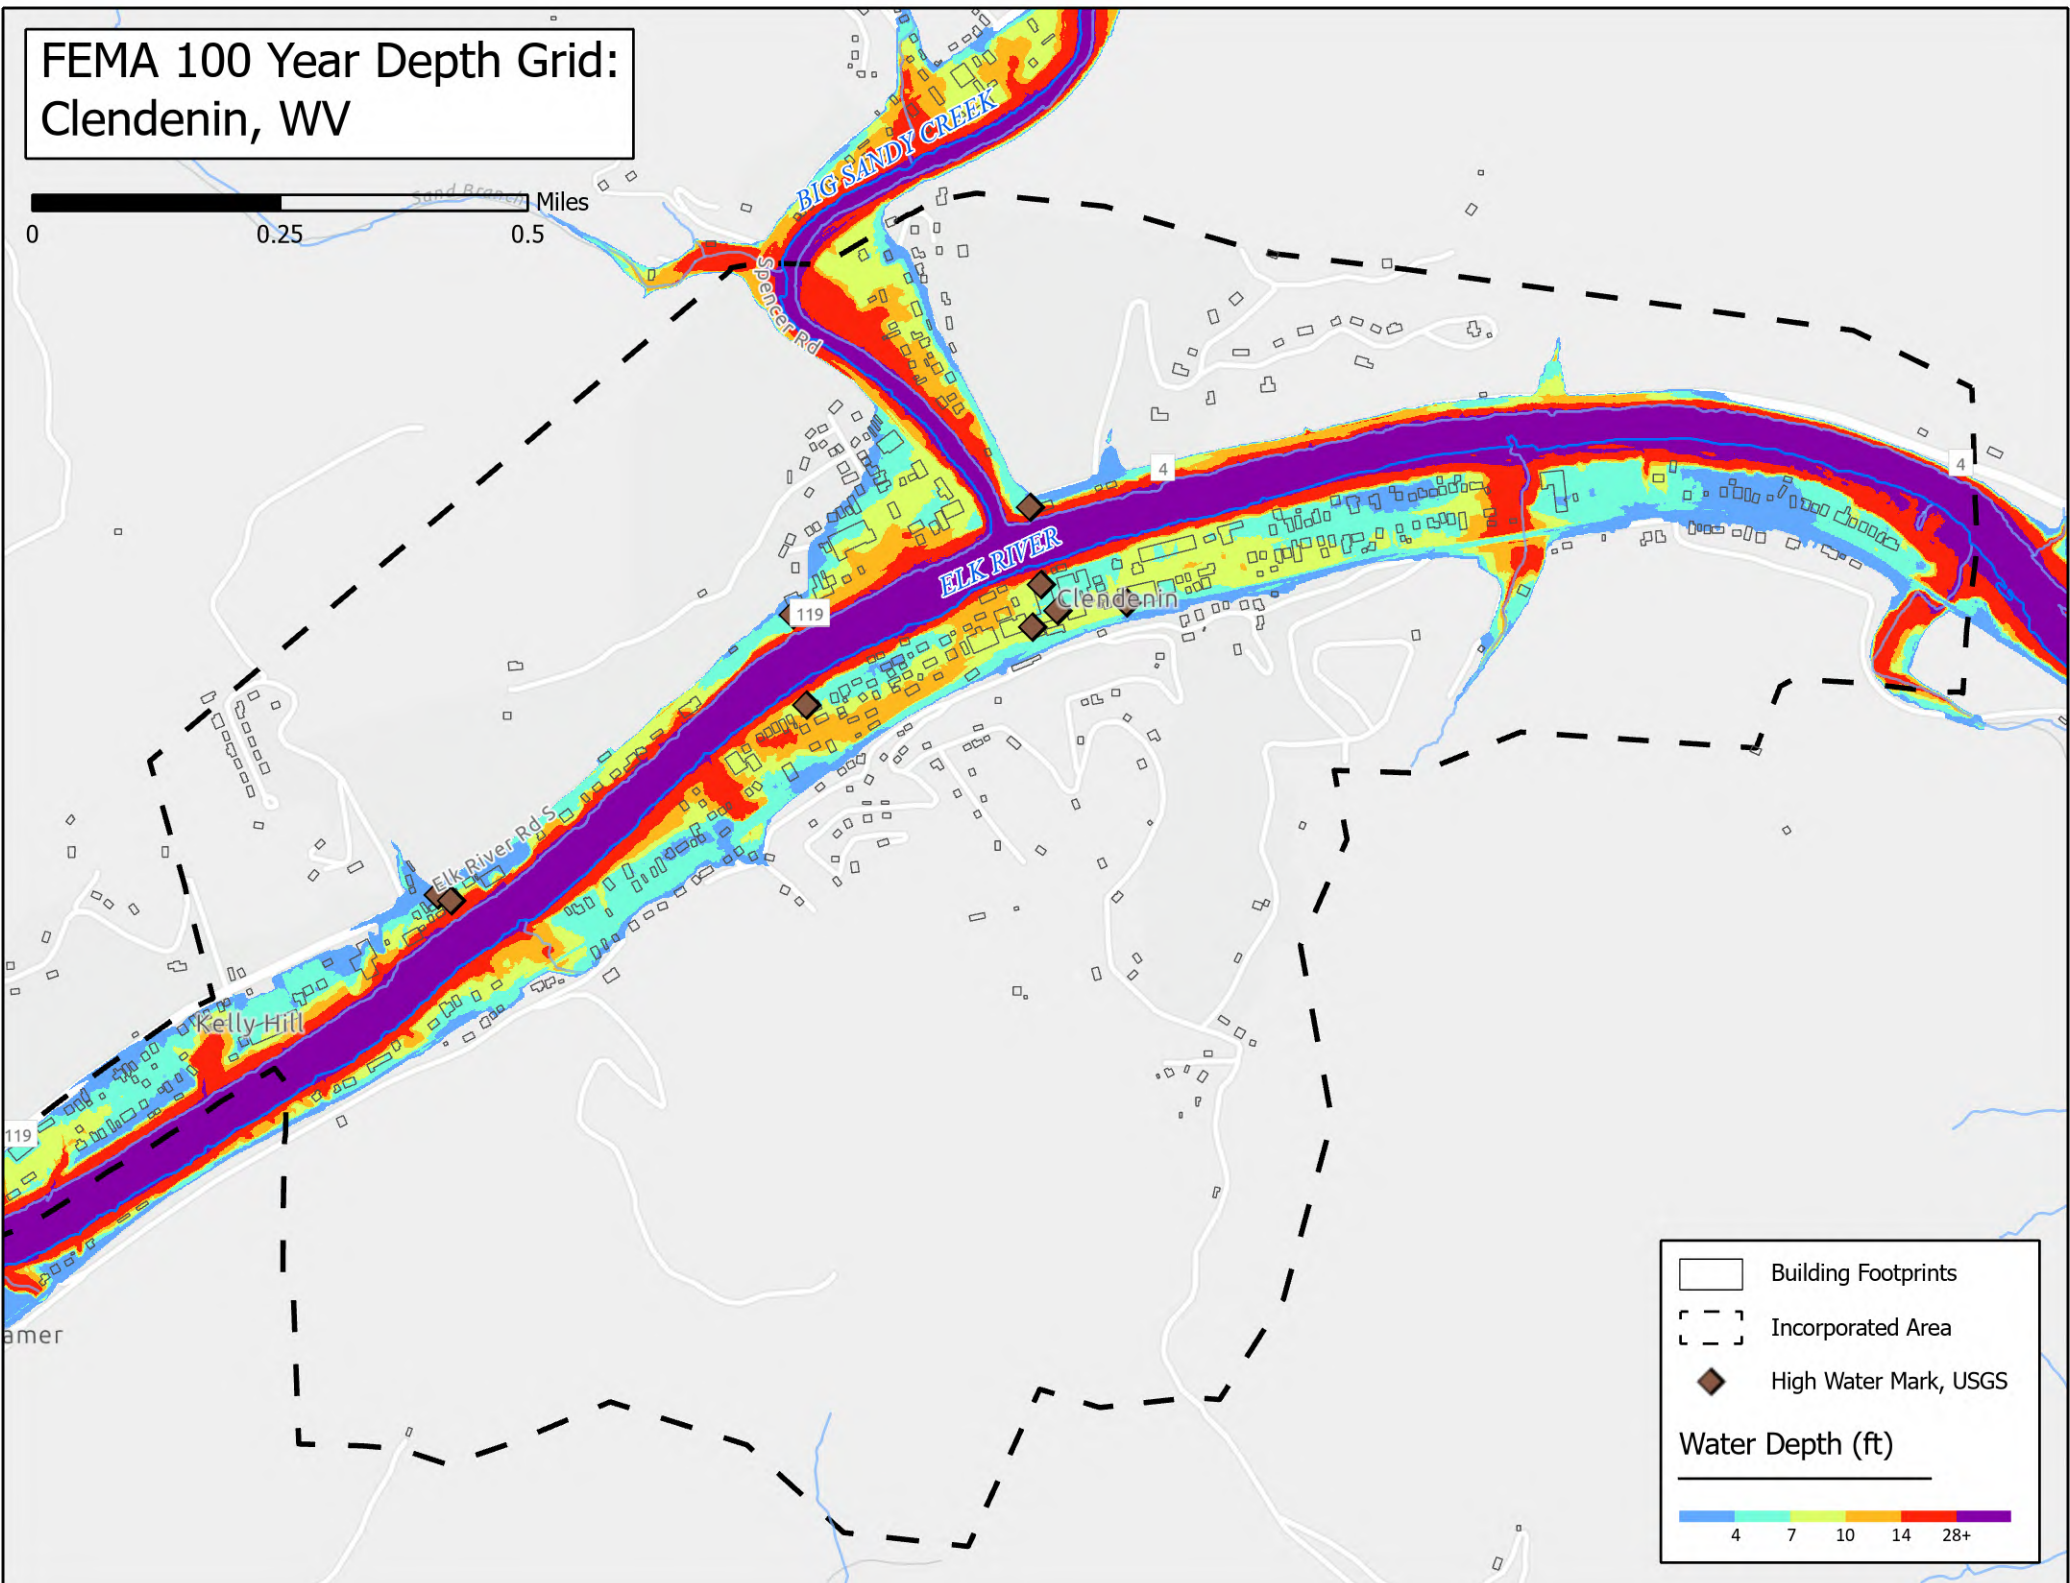 FEMA 100 Year Depth Grid:
Clendenin, WV
Sand Branch
Miles
0 0.25 0.5
BIG SANDY CREEK
Spencer Rd
4
4
ELK RIVER
Clendenin
119
Elk River Rd S
Kelly Hill
119
amer
Building Footprints
Incorporated Area
High Water Mark, USGS
Water Depth (ft)
4 7 10 14 28+